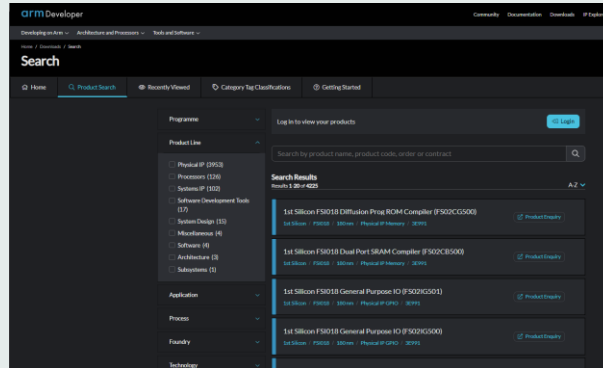 arm Developer
Community Documentation Downloads IP Explorer
Developing on Arm Architecture and Processors Tools and Software
Home / Downloads / Search
Search
Home Product Search Recently Viewed Category Tag Classifications Getting Started
Programme
Product Line
Physical IP (3953)
Processors (126)
Systems IP (102)
Software Development Tools
(17)
System Design (15)
Miscellaneous (4)
Software (4)
Architecture (3)
Subsystems (1)
Application
Process
Foundry
Technology
Log in to view your products
Login
Search by product name, product code, order or contract
Search Results
Results 1-20 of 4225
A-Z
1st Silicon FSI018 Diffusion Prog ROM Compiler (FS02CG500)
1st Silicon / FSI018 / 180 nm / Physical IP Memory / 3E991
Product Enquiry
1st Silicon FSI018 Dual Port SRAM Compiler (FS02CB500)
1st Silicon / FSI018 / 180 nm / Physical IP Memory / 3E991
Product Enquiry
1st Silicon FSI018 General Purpose IO (FS02IG501)
1st Silicon / FSI018 / 180 nm / Physical IP GPIO / 3E991
Product Enquiry
1st Silicon FSI018 General Purpose IO (FS02IG500)
1st Silicon / FSI018 / 180 nm / Physical IP GPIO / 3E991
Product Enquiry